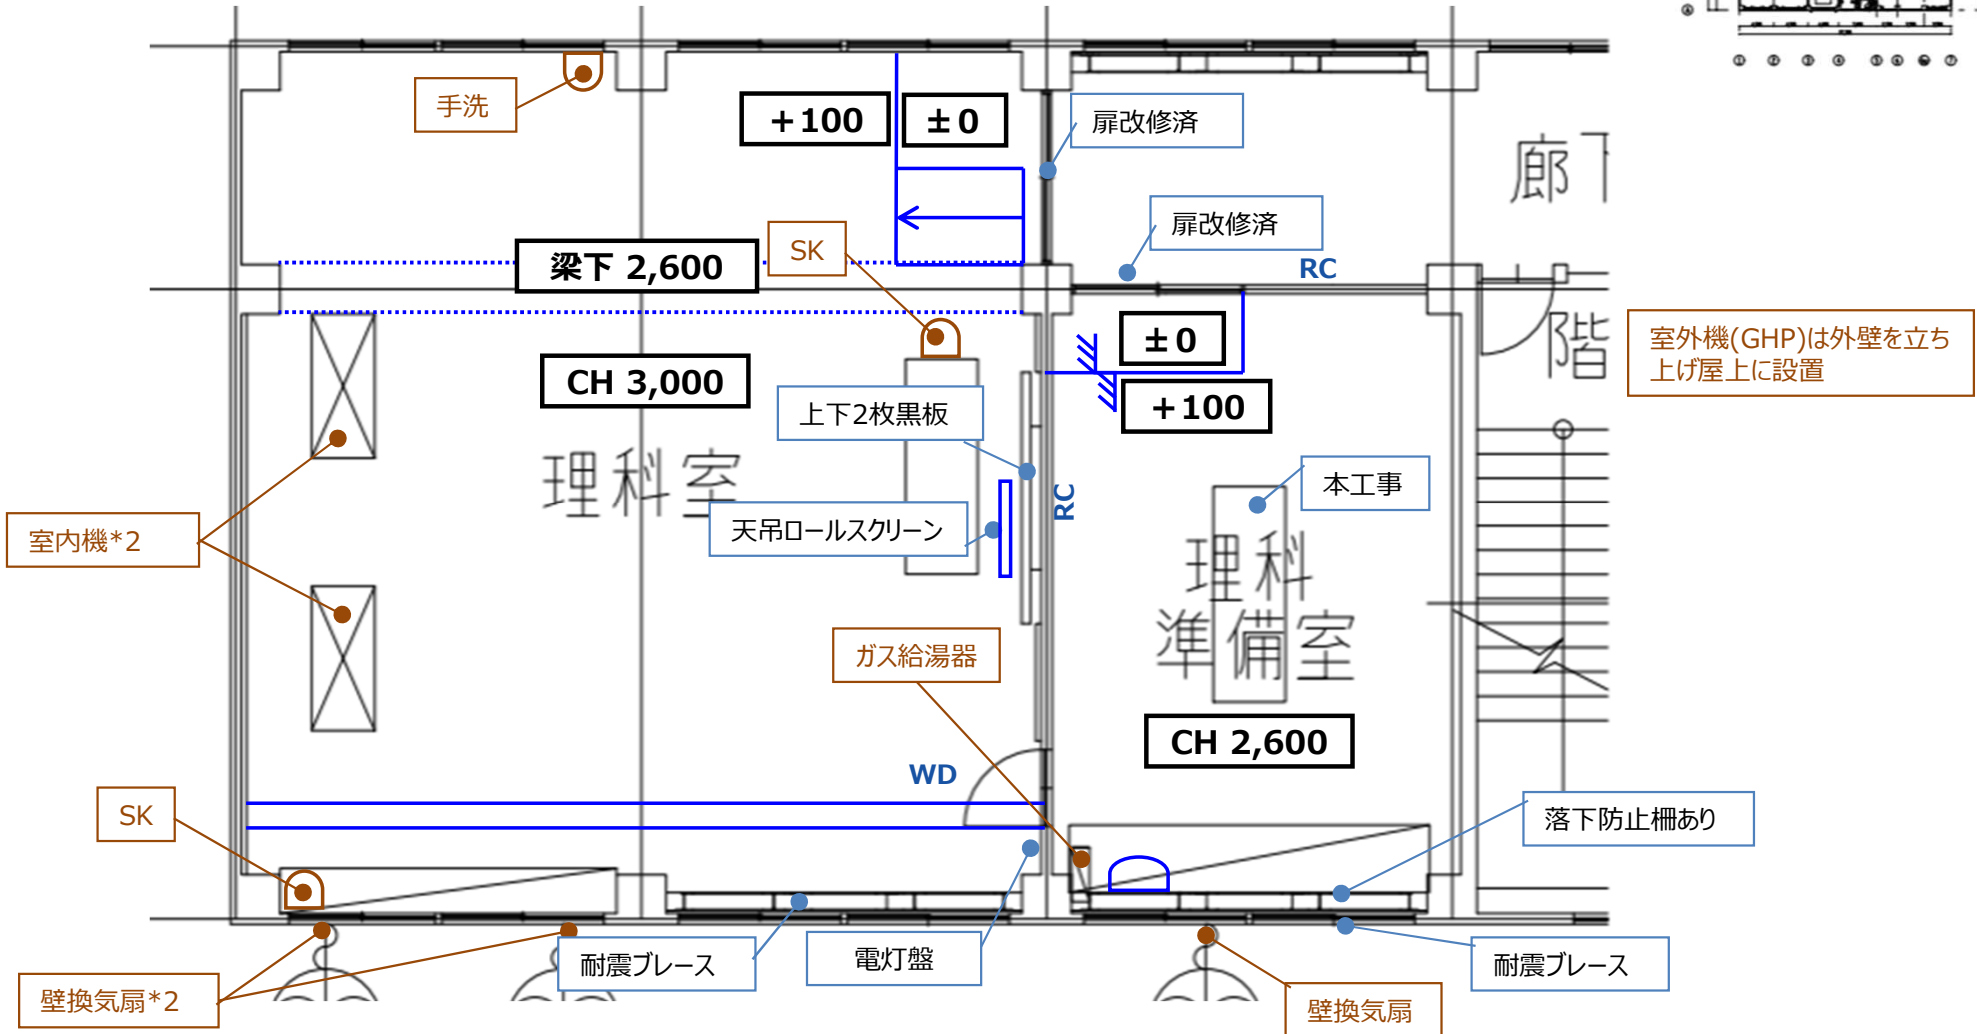 手洗
+100
±0
扉改修済
扉改修済
RC
SK
梁下 2,600
±0
+100
CH 3,000
室外機(GHP)は外壁を立ち
上げ屋上に設置
上下2枚黒板
理科室
天吊ロールスクリーン
RC
本工事
理科
準備室
室内機*2
ガス給湯器
CH 2,600
WD
SK
落下防止柵あり
耐震ブレース
電灯盤
耐震ブレース
壁換気扇*2
壁換気扇
廊下
階